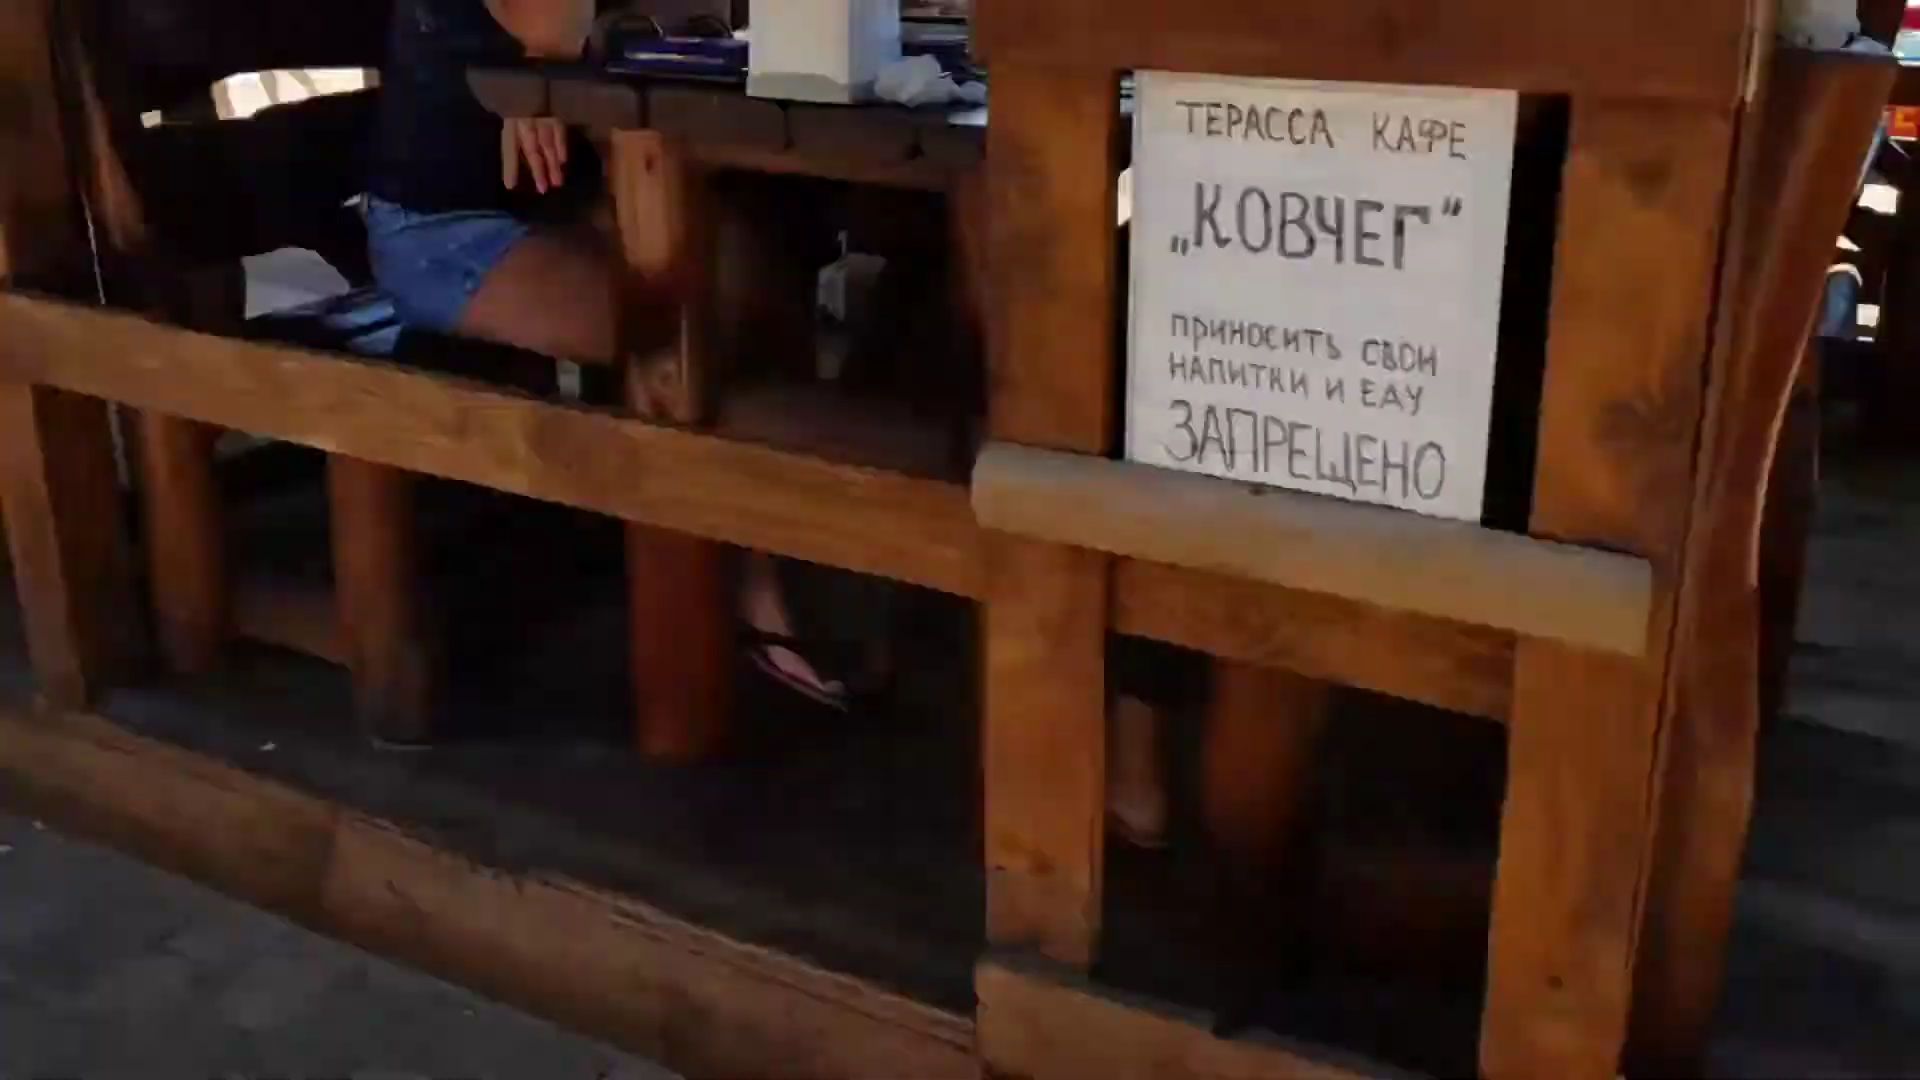 ТЕРАССА КАФЕ
„КОВЧЕГ“
ПРИНОСИТЬ СВОИ
НАПИТКИ И ЕДУ
ЗАПРЕЩЕНО